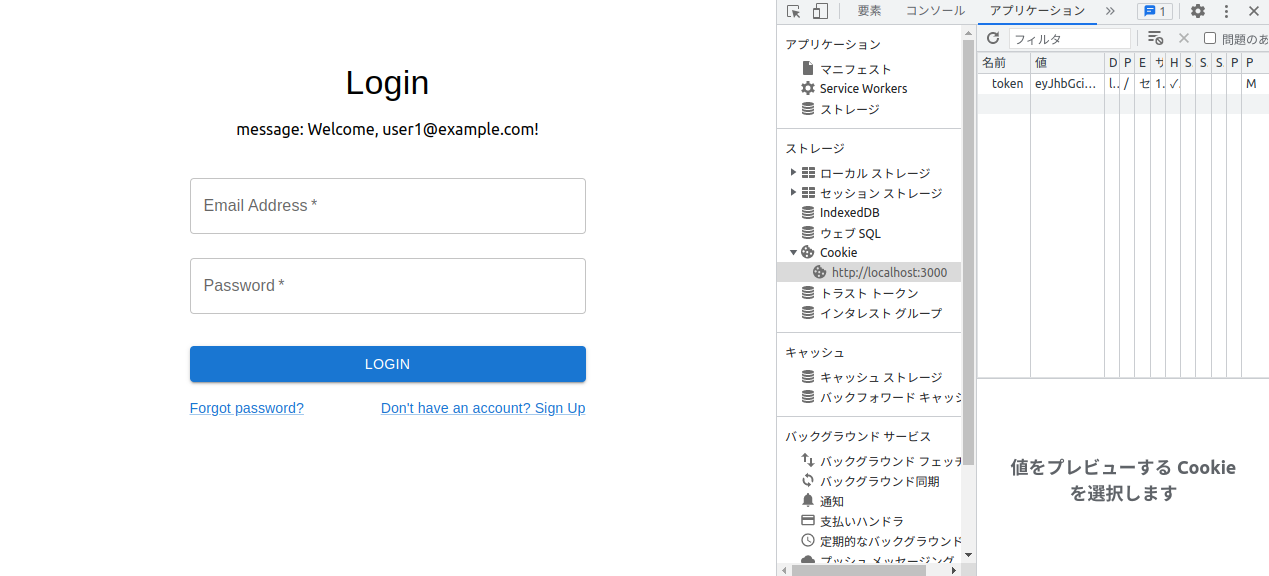 Login
message: Welcome, user1@example.com!
Email Address *
Password *
LOGIN
Forgot password?
Don't have an account? Sign Up
要素
コンソール
アプリケーション
1
アプリケーション
マニフェスト
Service Workers
ストレージ
ストレージ
ローカル ストレージ
セッション ストレージ
IndexedDB
ウェブ SQL
Cookie
http://localhost:3000
トラスト トークン
インタレスト グループ
キャッシュ
キャッシュ ストレージ
バックフォワード キャッシ
バックグラウンド サービス
バックグラウンド フェッチ
バックグラウンド同期
通知
支払いハンドラ
定期的なバックグラウンド
プッシュ メッセージング
フィルタ
問題のあ
名前 値 D P E サ H S S S P P
token eyJhbGci... l... / セ 1. ✓ M
値をプレビューする Cookie
を選択します